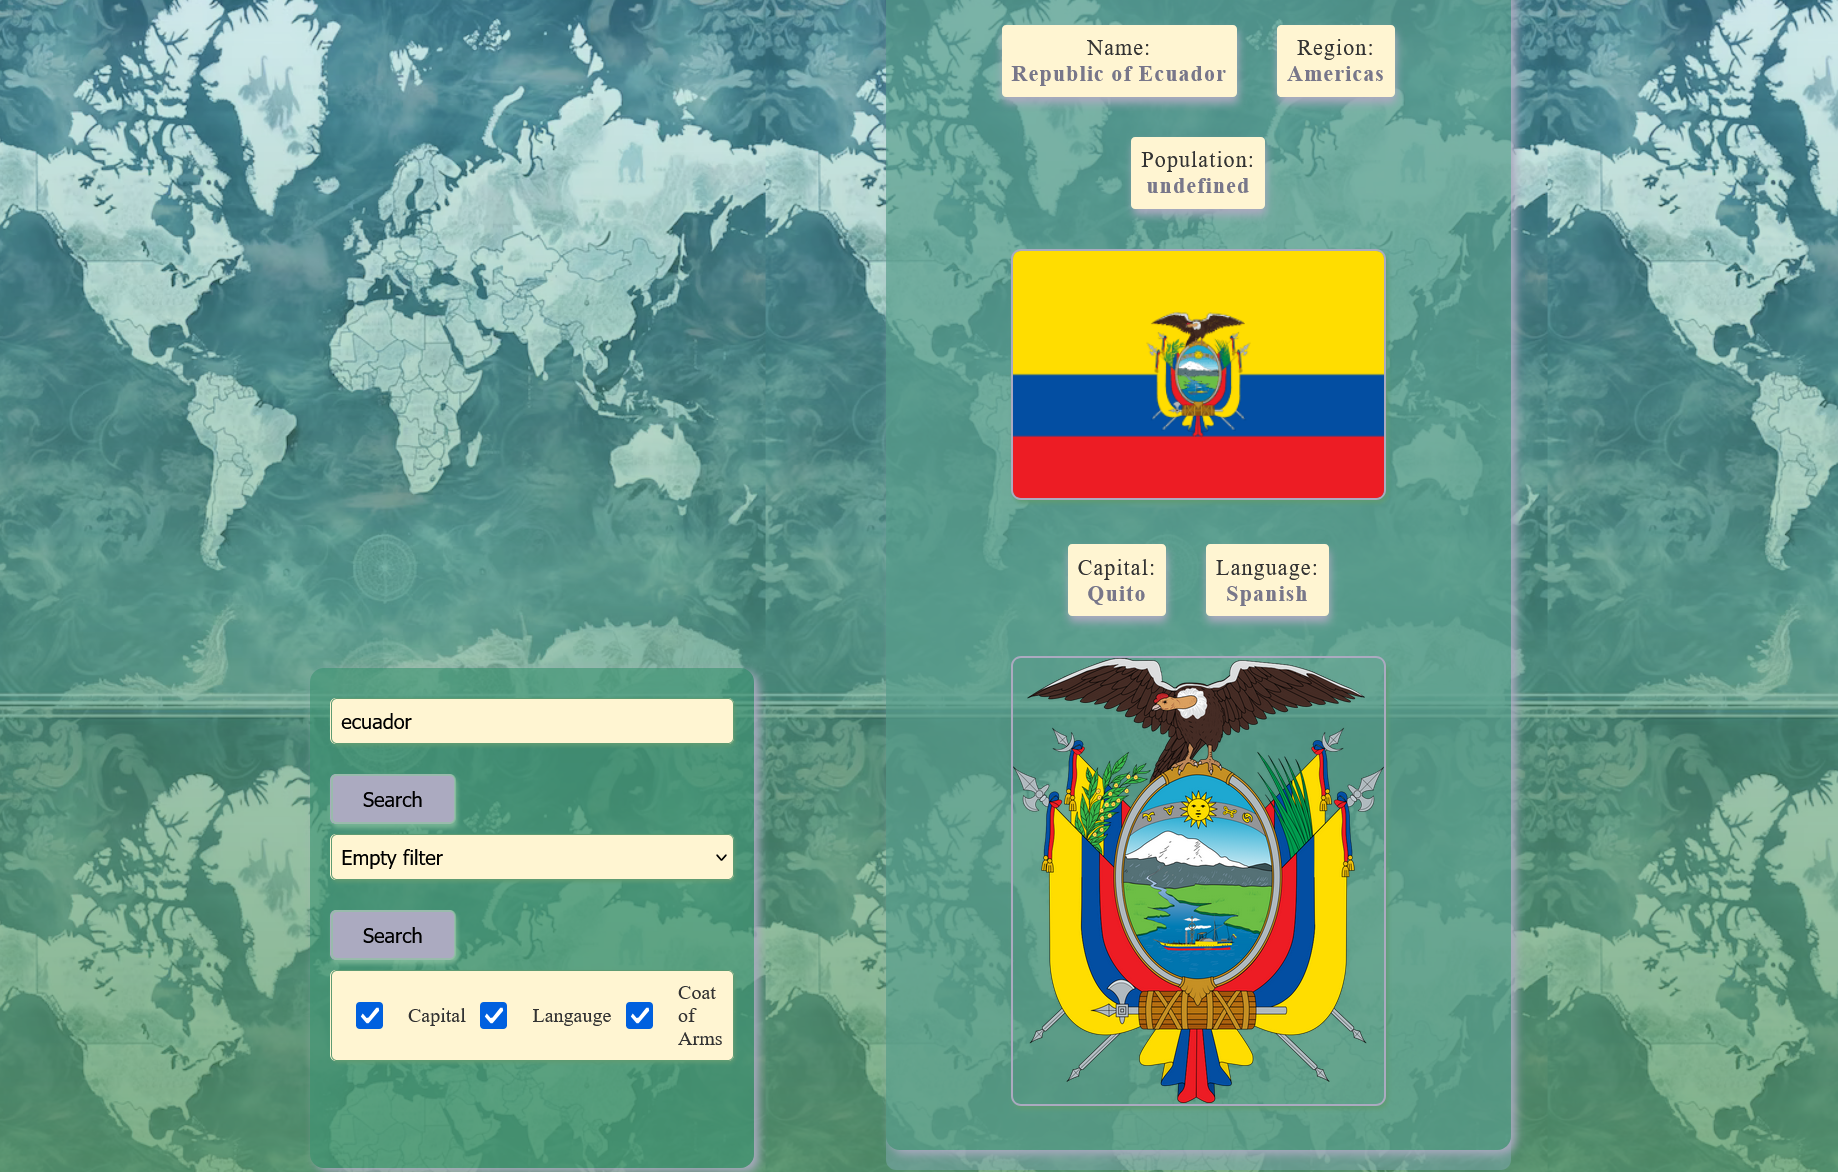 Name:
Republic of Ecuador
Region:
Americas
Population:
undefined
Capital:
Quito
Language:
Spanish
ecuador
Search
Empty filter
Search
Capital
Langauge
Coat
of
Arms